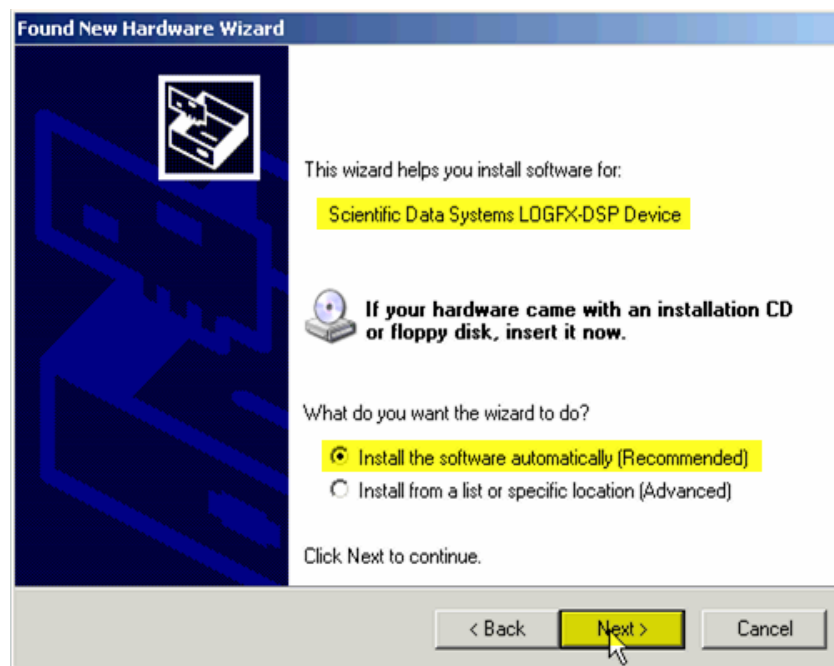 Found New Hardware Wizard
This wizard helps you install software for:
Scientific Data Systems LOGFX-DSP Device
If your hardware came with an installation CD
or floppy disk, insert it now.
What do you want the wizard to do?
Install the software automatically (Recommended)
Install from a list or specific location (Advanced)
Click Next to continue.
< Back Next > Cancel